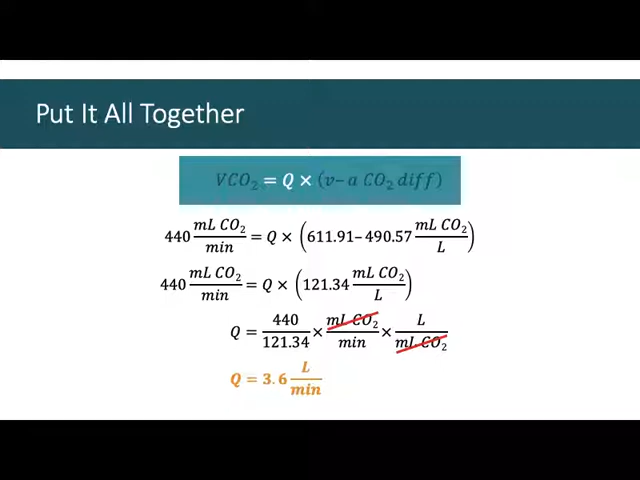 Put It All Together
VCO₂ = Q × (v–a CO₂ diff)
440 mL CO₂/min = Q × (611.91–490.57 mL CO₂/L)
440 mL CO₂/min = Q × (121.34 mL CO₂/L)
Q = 440/121.34 × mL CO₂/min × L/mL CO₂
Q = 3.6 L/min